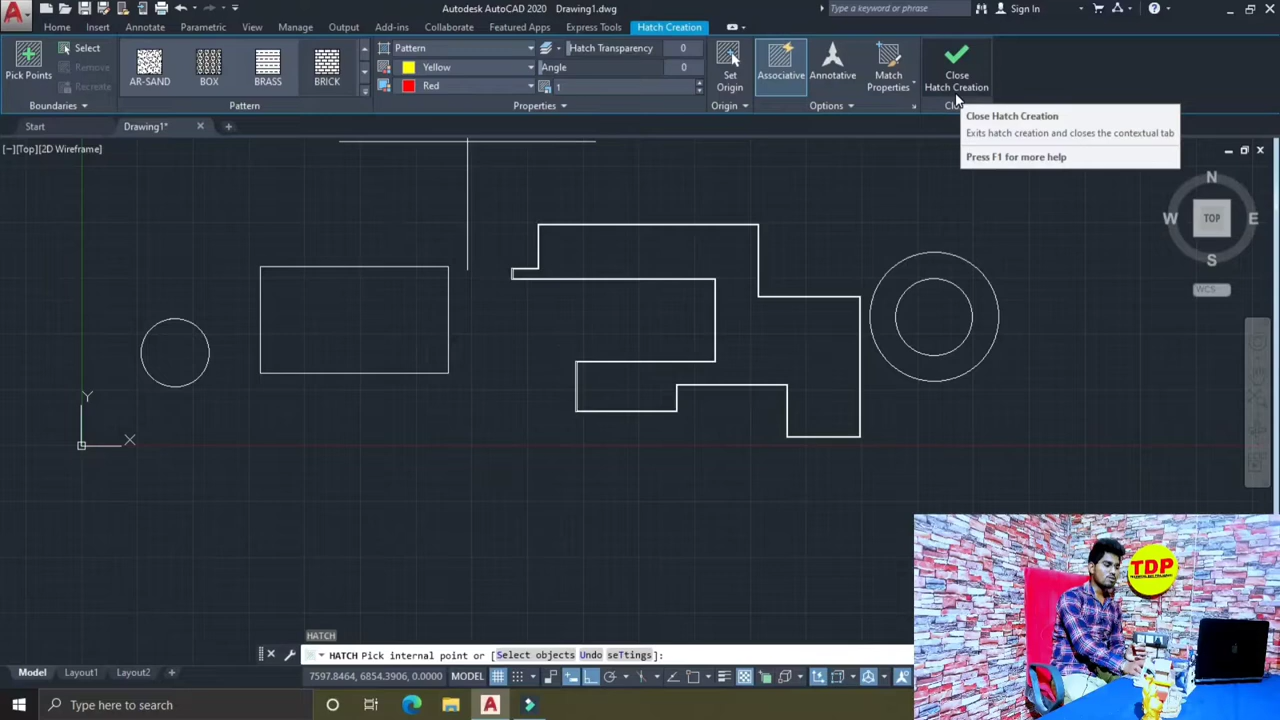 Autodesk AutoCAD 2020 Drawing1.dwg
Type a keyword or phrase
Sign In
Home Insert Annotate Parametric View Manage Output Add-ins Collaborate Featured Apps Express Tools Hatch Creation
Pick Points
Select
Remove
Recreate
AR-SAND BOX BRASS BRICK
Pattern
Yellow
Red
Hatch Transparency 0
Angle 0
1
Set Origin
Associative
Annotative
Match Properties
Close Hatch Creation
Boundaries Pattern Properties Origin Options
Start Drawing1*
Close Hatch Creation
Exits hatch creation and closes the contextual tab
Press F1 for more help
[−][Top][2D Wireframe]
N
W TOP E
S
WCS
Y
X
TDP
HATCH
HATCH Pick internal point or [Select objects Undo seTtings]:
Model Layout1 Layout2
7597.8464, 6854.3906, 0.0000 MODEL
Type here to search